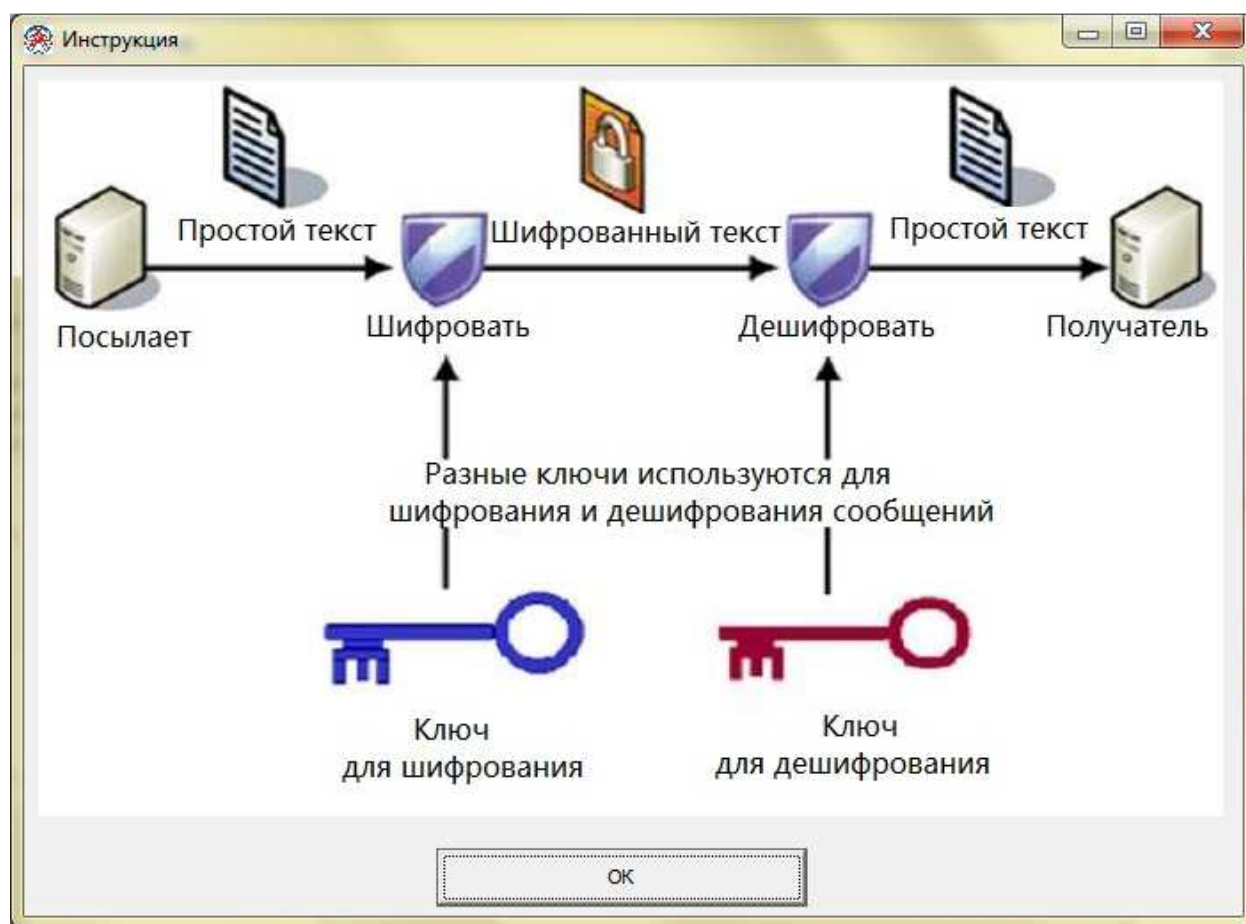 Инструкция
Простой текст
Шифрованный текст
Простой текст
Посылает
Шифровать
Дешифровать
Получатель
Разные ключи используются для
шифрования и дешифрования сообщений
Ключ
для шифрования
Ключ
для дешифрования
ОК